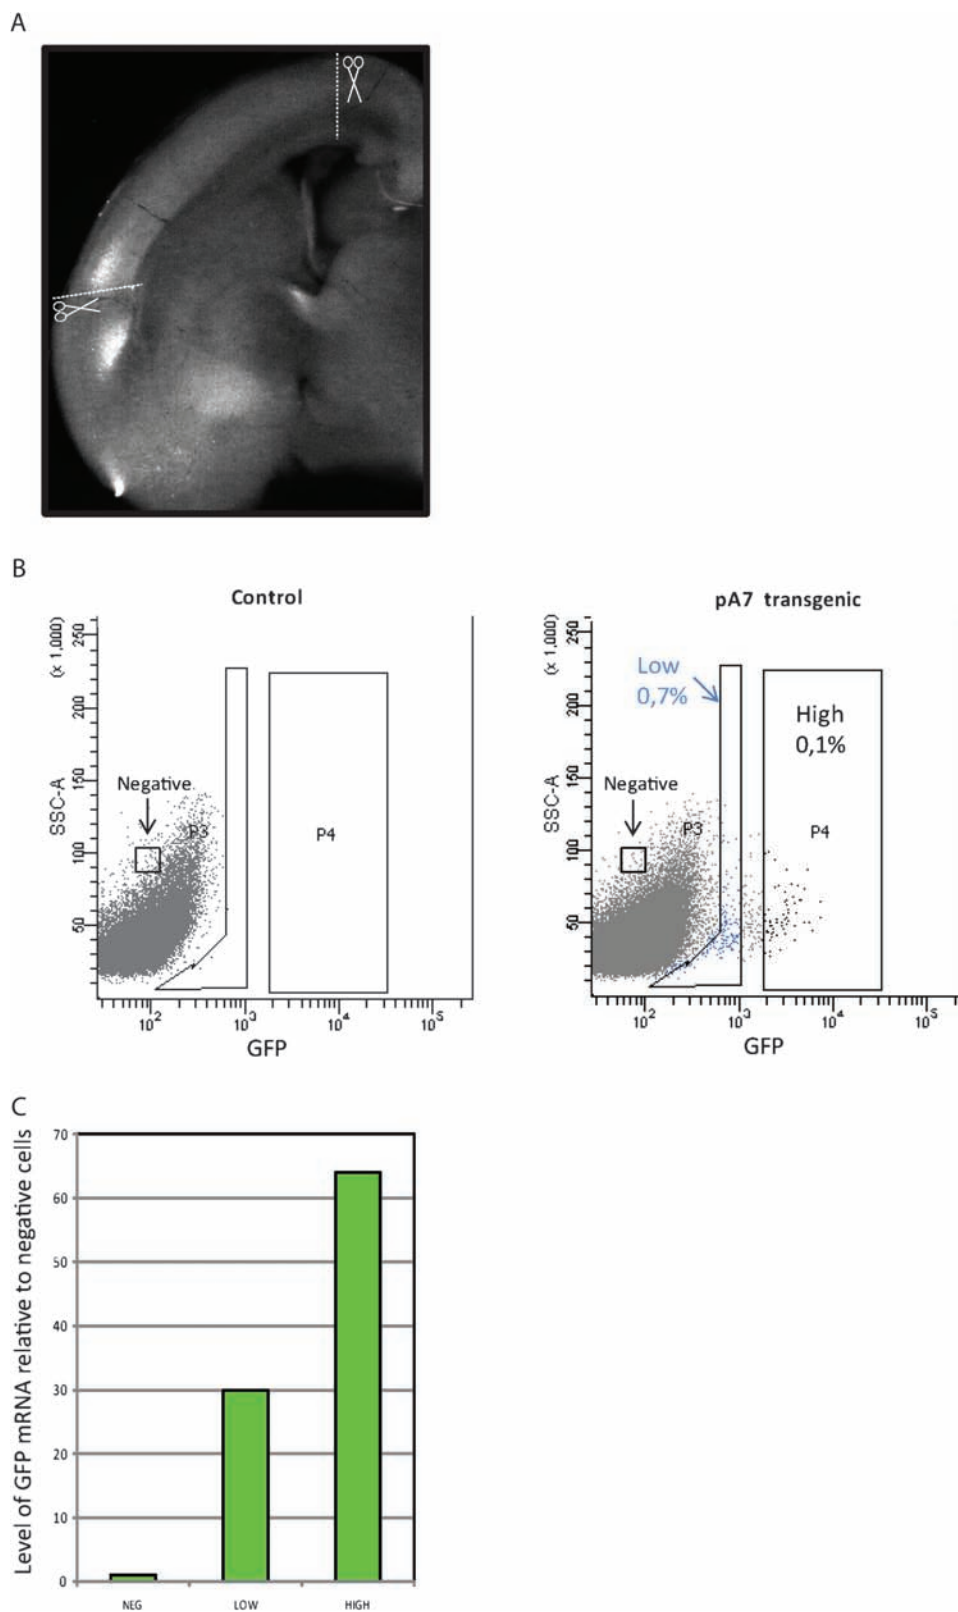 A
B
Control
pA7 transgenic
(x 1,000)
250
200
150
100
50
SSC-A
Negative
P3
P4
10²
10³
10⁴
10⁵
GFP
(x 1,000)
250
200
150
100
50
SSC-A
Low
0,7%
High
0,1%
Negative
P3
P4
10²
10³
10⁴
10⁵
GFP
C
Level of GFP mRNA relative to negative cells
70
60
50
40
30
20
10
0
NEG
LOW
HIGH